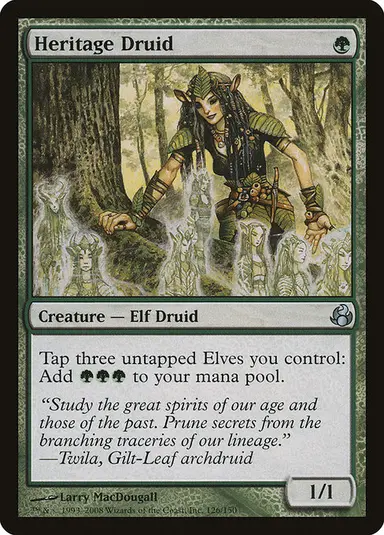 Heritage Druid
Creature — Elf Druid
Tap three untapped Elves you control:
Add to your mana pool.
“Study the great spirits of our age and
those of the past. Prune secrets from the
branching traceries of our lineage.”
—Twila, Gilt-Leaf archdruid
Larry MacDougall
1/1
™ & © 1993–2008 Wizards of the Coast, Inc. 126/150